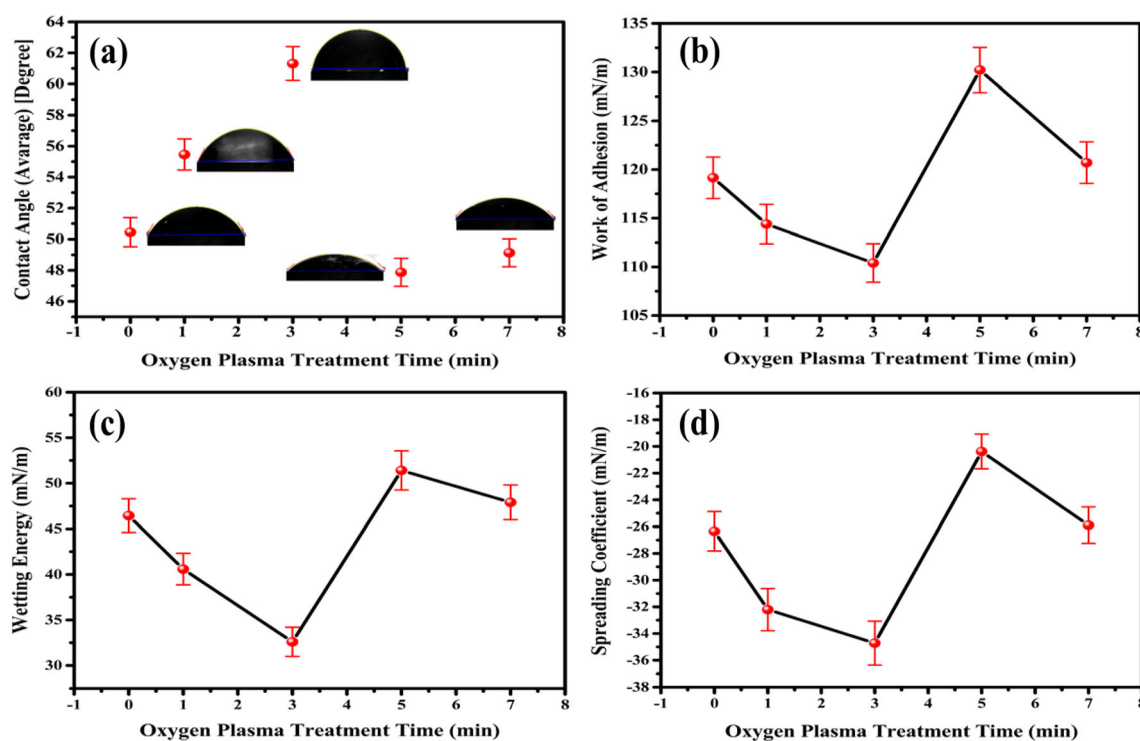 (a)
Contact Angle (Avarage) [Degree]
64
62
60
58
56
54
52
50
48
46
-1 0 1 2 3 4 5 6 7 8
Oxygen Plasma Treatment Time (min)
(b)
Work of Adhesion (mN/m)
135
130
125
120
115
110
105
-1 0 1 2 3 4 5 6 7 8
Oxygen Plasma Treatment Time (min)
(c)
Wetting Energy (mN/m)
60
55
50
45
40
35
30
-1 0 1 2 3 4 5 6 7 8
Oxygen Plasma Treatment Time (min)
(d)
Spreading Coefficient (mN/m)
-16
-18
-20
-22
-24
-26
-28
-30
-32
-34
-36
-38
-1 0 1 2 3 4 5 6 7 8
Oxygen Plasma Treatment Time (min)